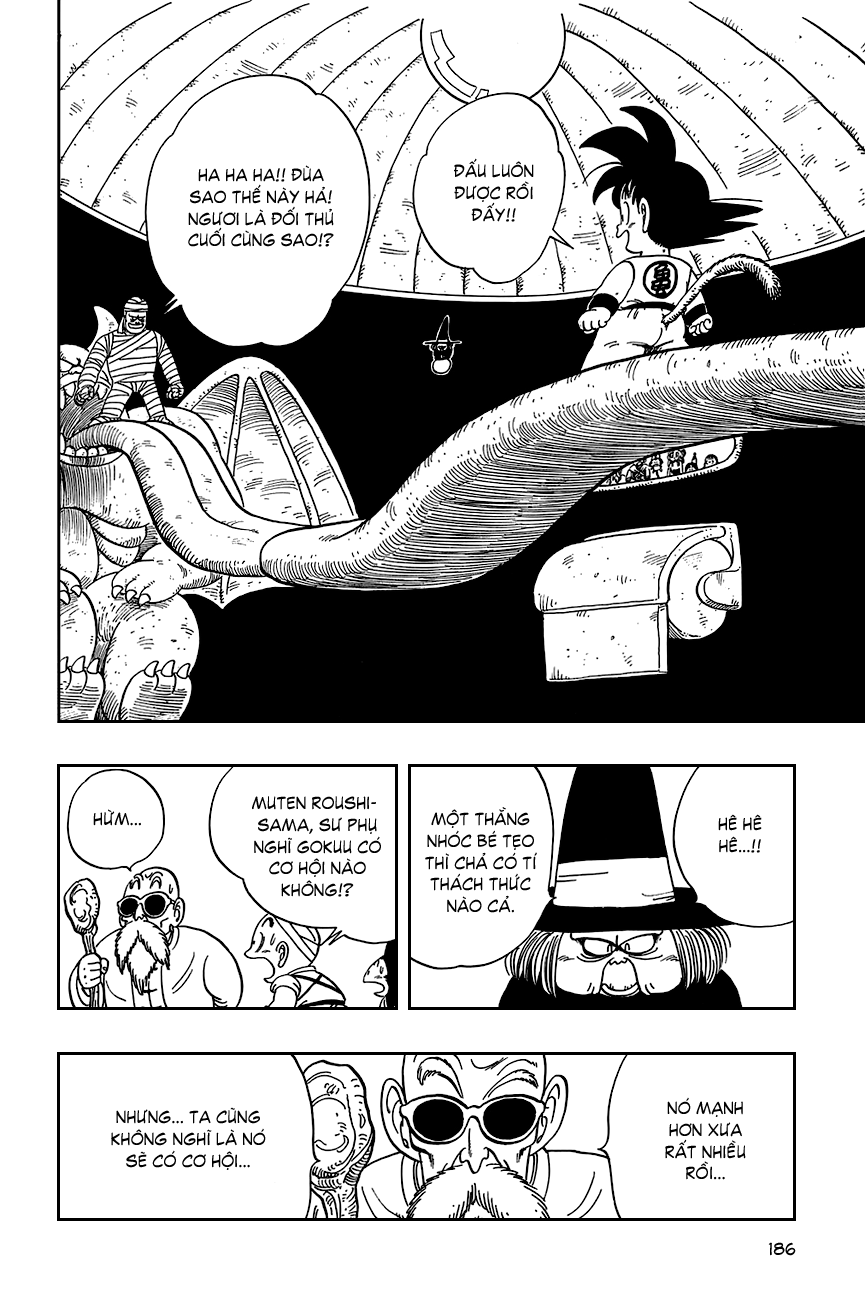 ĐẤU LUÔN
ĐƯỢC RỒI
ĐẤY!!
HA HA HA!! ĐÙA
SAO THẾ NÀY HẢ!
NGƯƠI LÀ ĐỐI THỦ
CUỐI CÙNG SAO!?
HÊ HÊ
HÊ...!!
MỘT THẰNG
NHÓC BÉ TẸO
THÌ CHẢ CÓ TÍ
THÁCH THỨC
NÀO CẢ.
MUTEN ROUSHI-
SAMA, SƯ PHỤ
NGHĨ GOKUU CÓ
CƠ HỘI NÀO
KHÔNG!?
HỪM...
NÓ MẠNH
HƠN XƯA
RẤT NHIỀU
RỒI...
NHƯNG... TA CŨNG
KHÔNG NGHĨ LÀ NÓ
SẼ CÓ CƠ HỘI...
186